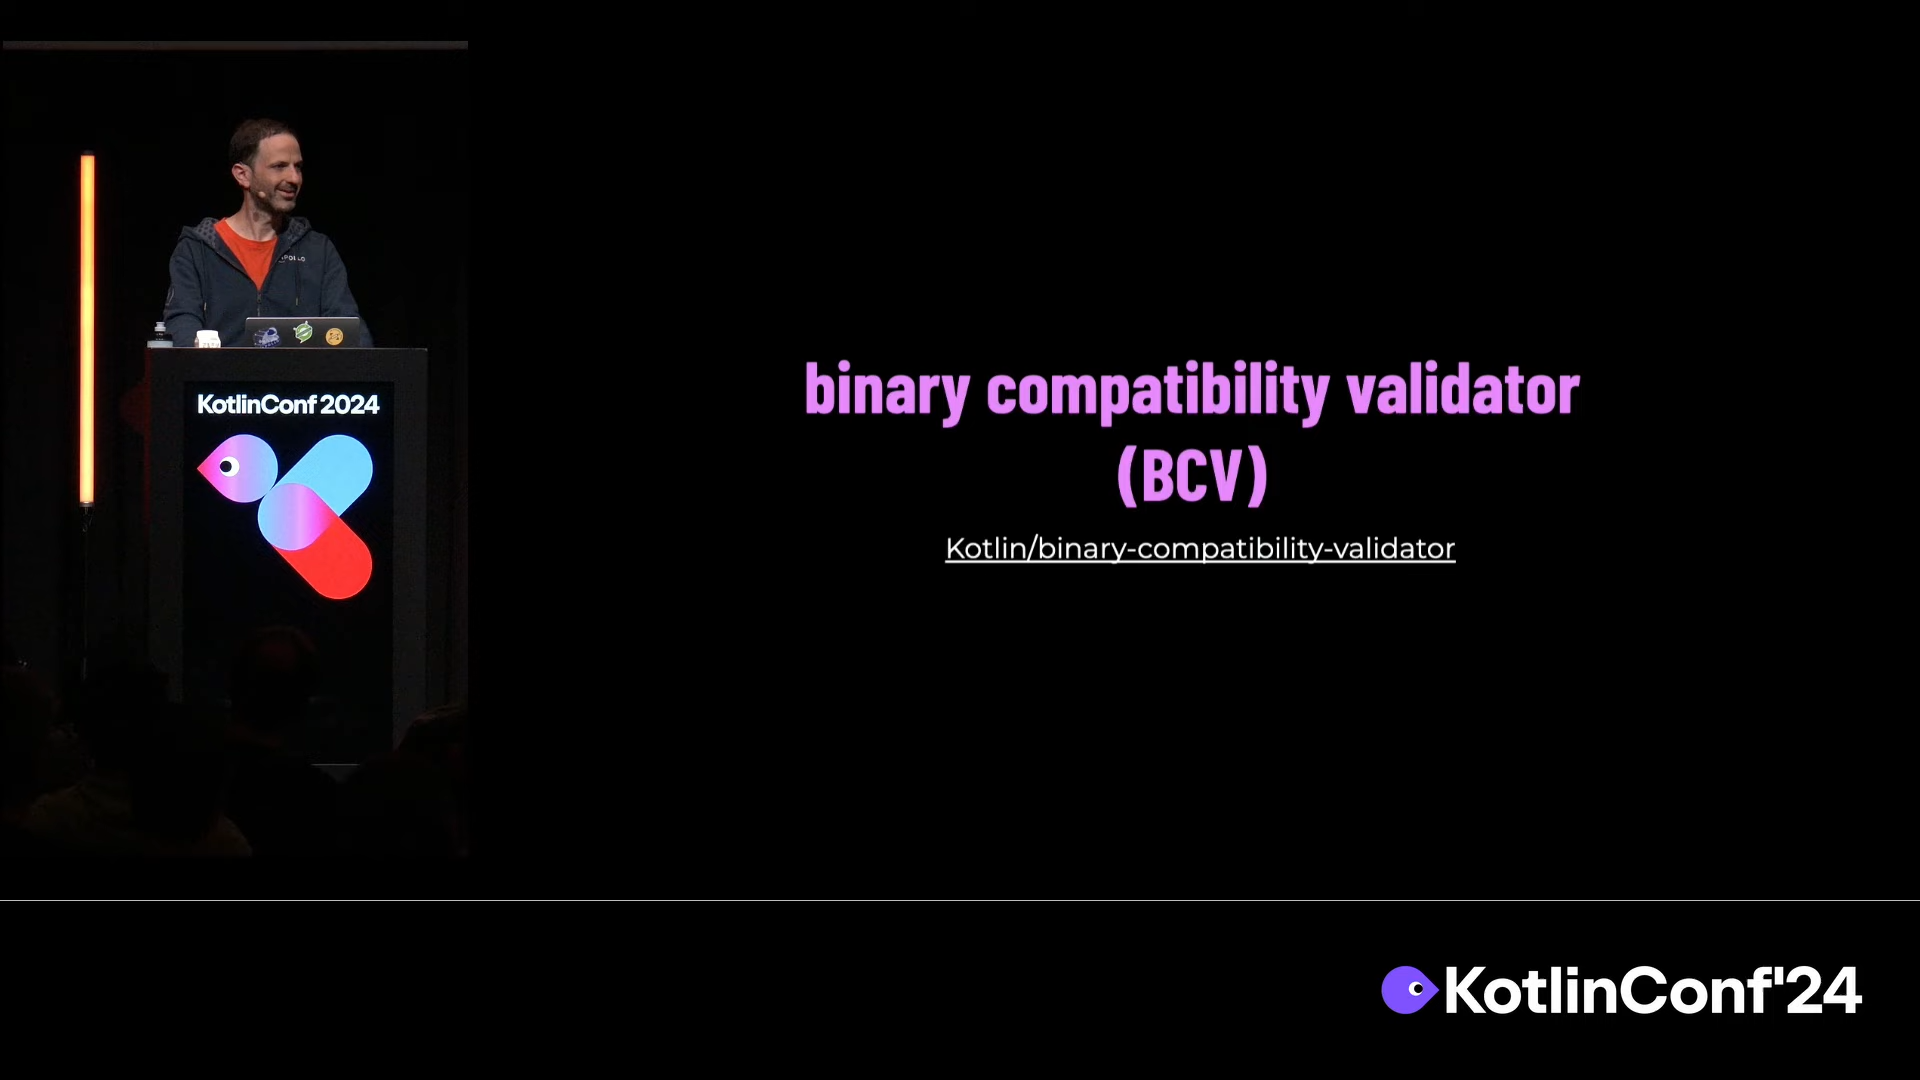 binary compatibility validator
(BCV)
Kotlin/binary-compatibility-validator
KotlinConf 2024
KotlinConf'24